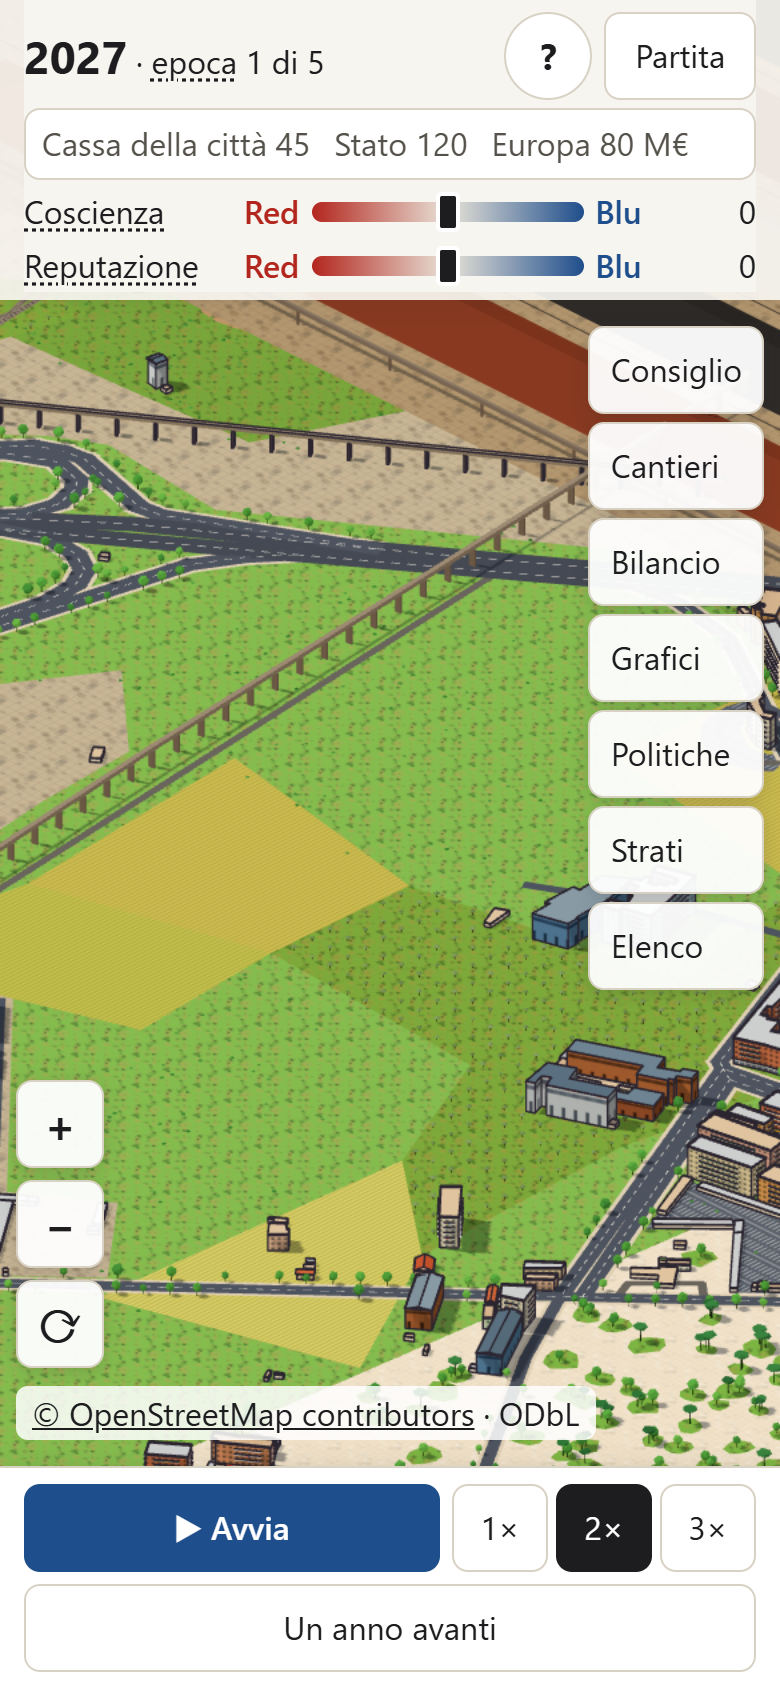 2027 · epoca 1 di 5
?
Partita
Cassa della città 45 Stato 120 Europa 80 M€
Coscienza Red Blu 0
Reputazione Red Blu 0
Consiglio
Cantieri
Bilancio
Grafici
Politiche
Strati
Elenco
+
−
© OpenStreetMap contributors · ODbL
▶ Avvia
1×
2×
3×
Un anno avanti